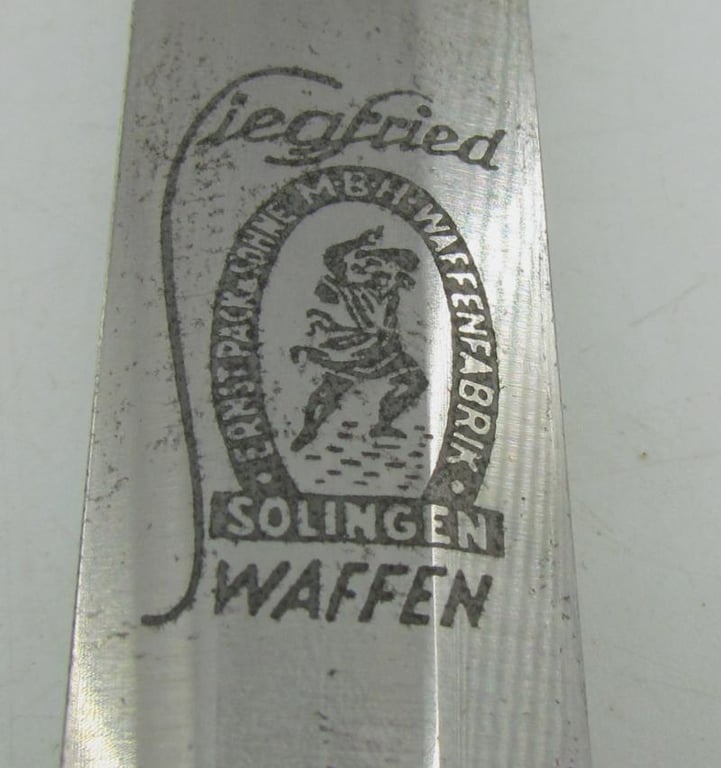 Siegfried
· ERNST PACK & SÖHNE M·B·H· WAFFENFABRIK ·
SOLINGEN
WAFFEN